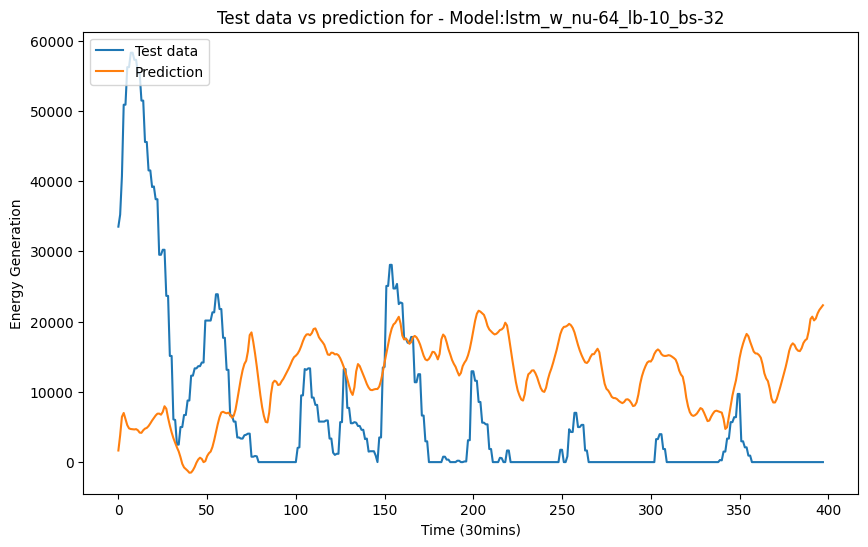 Test data vs prediction for - Model:lstm_w_nu-64_lb-10_bs-32
Test data
Prediction
Energy Generation
60000
50000
40000
30000
20000
10000
0
0 50 100 150 200 250 300 350 400
Time (30mins)